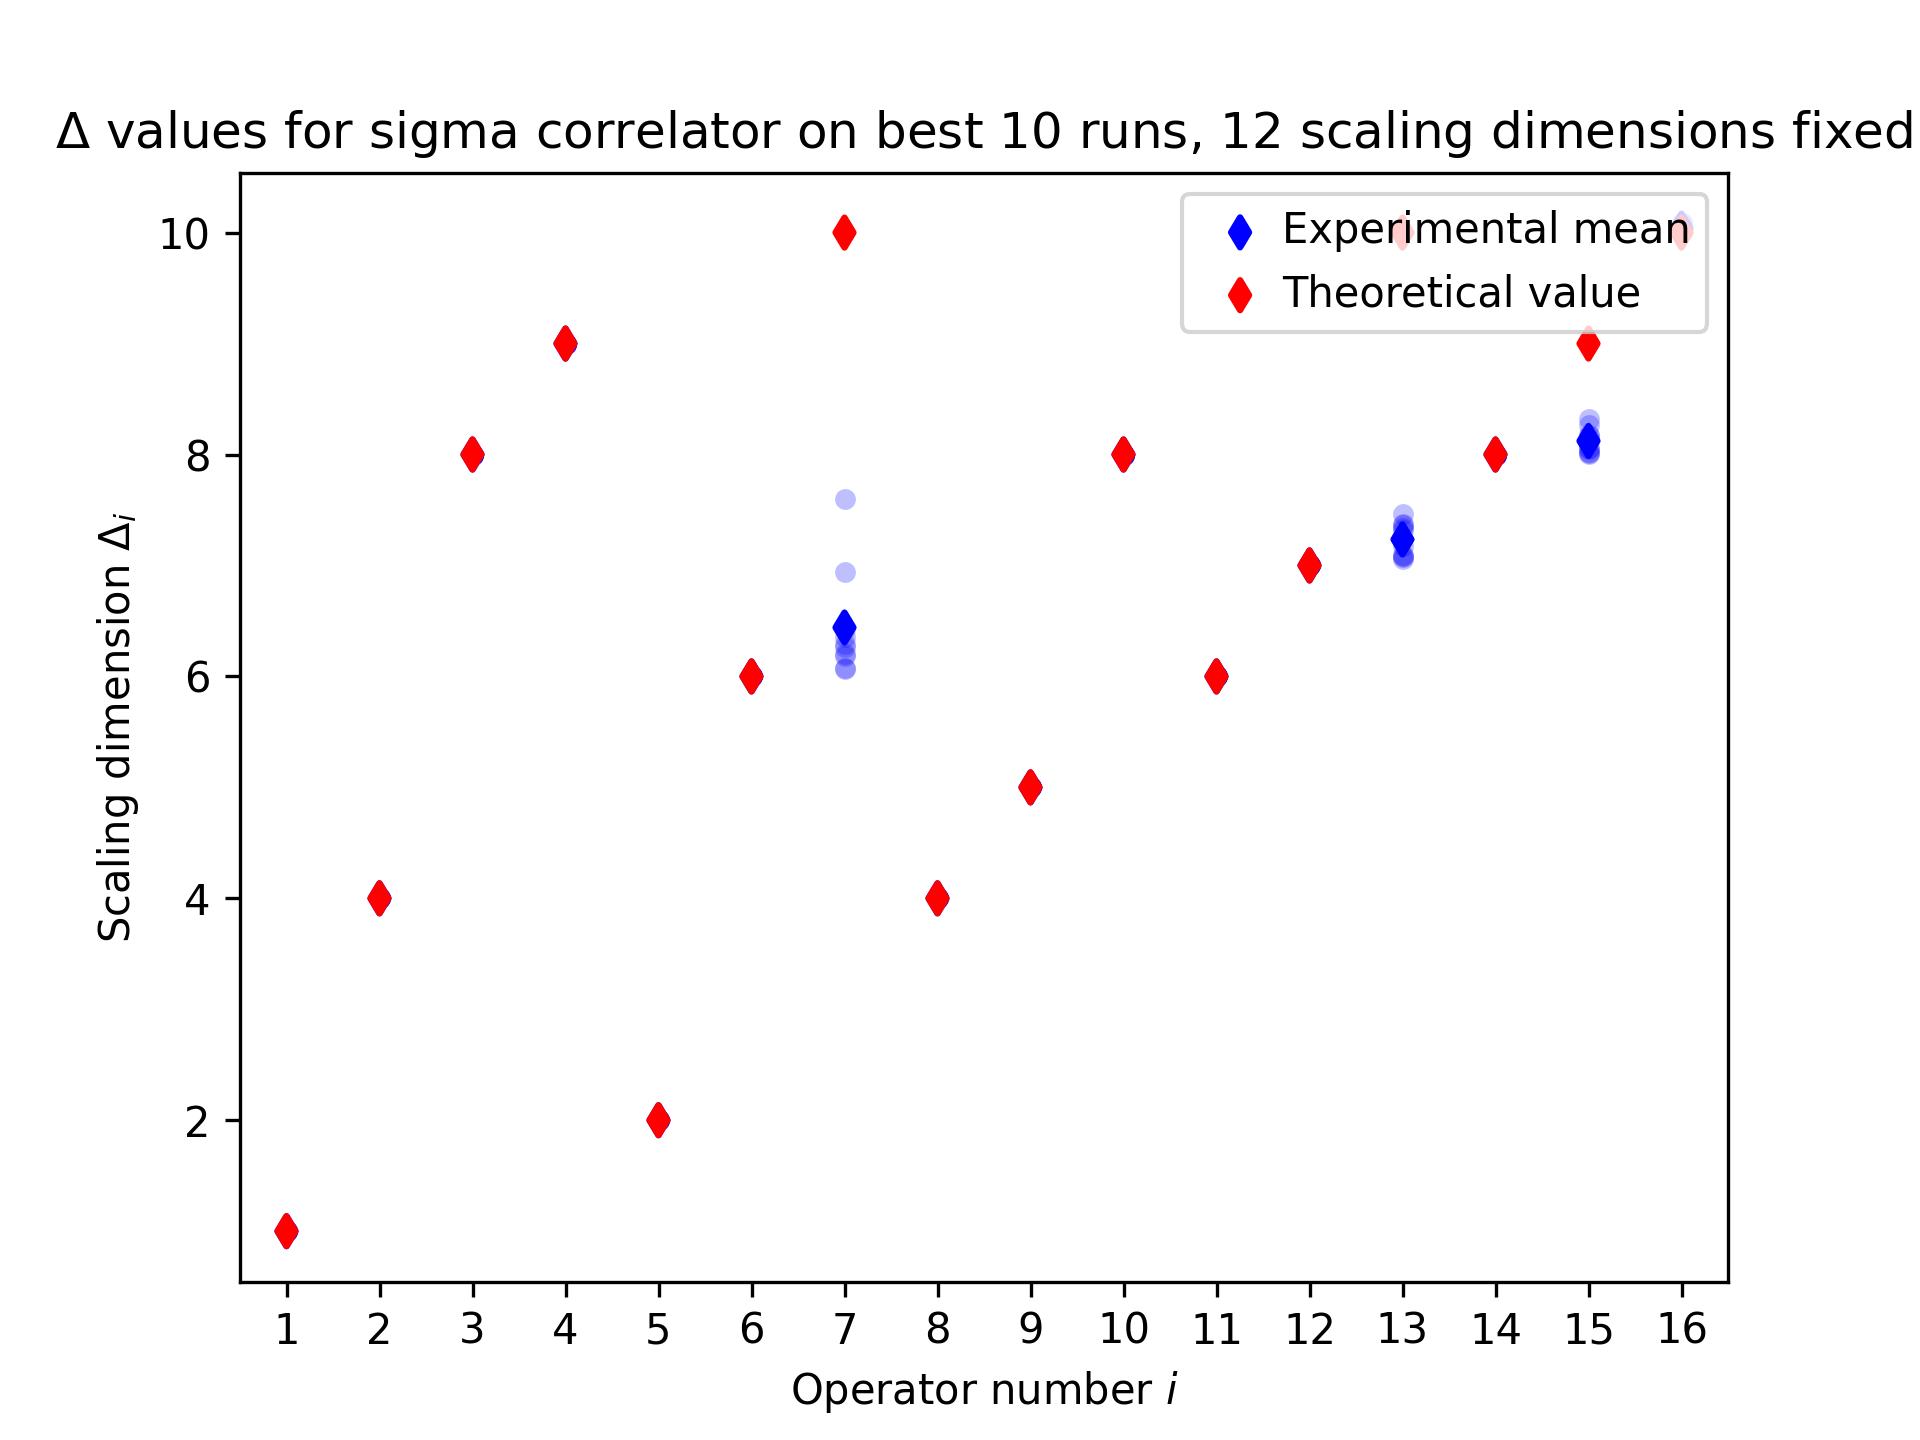 Δ values for sigma correlator on best 10 runs, 12 scaling dimensions fixed
Experimental mean
Theoretical value
10
8
6
4
2
Scaling dimension Δᵢ
1 2 3 4 5 6 7 8 9 10 11 12 13 14 15 16
Operator number i